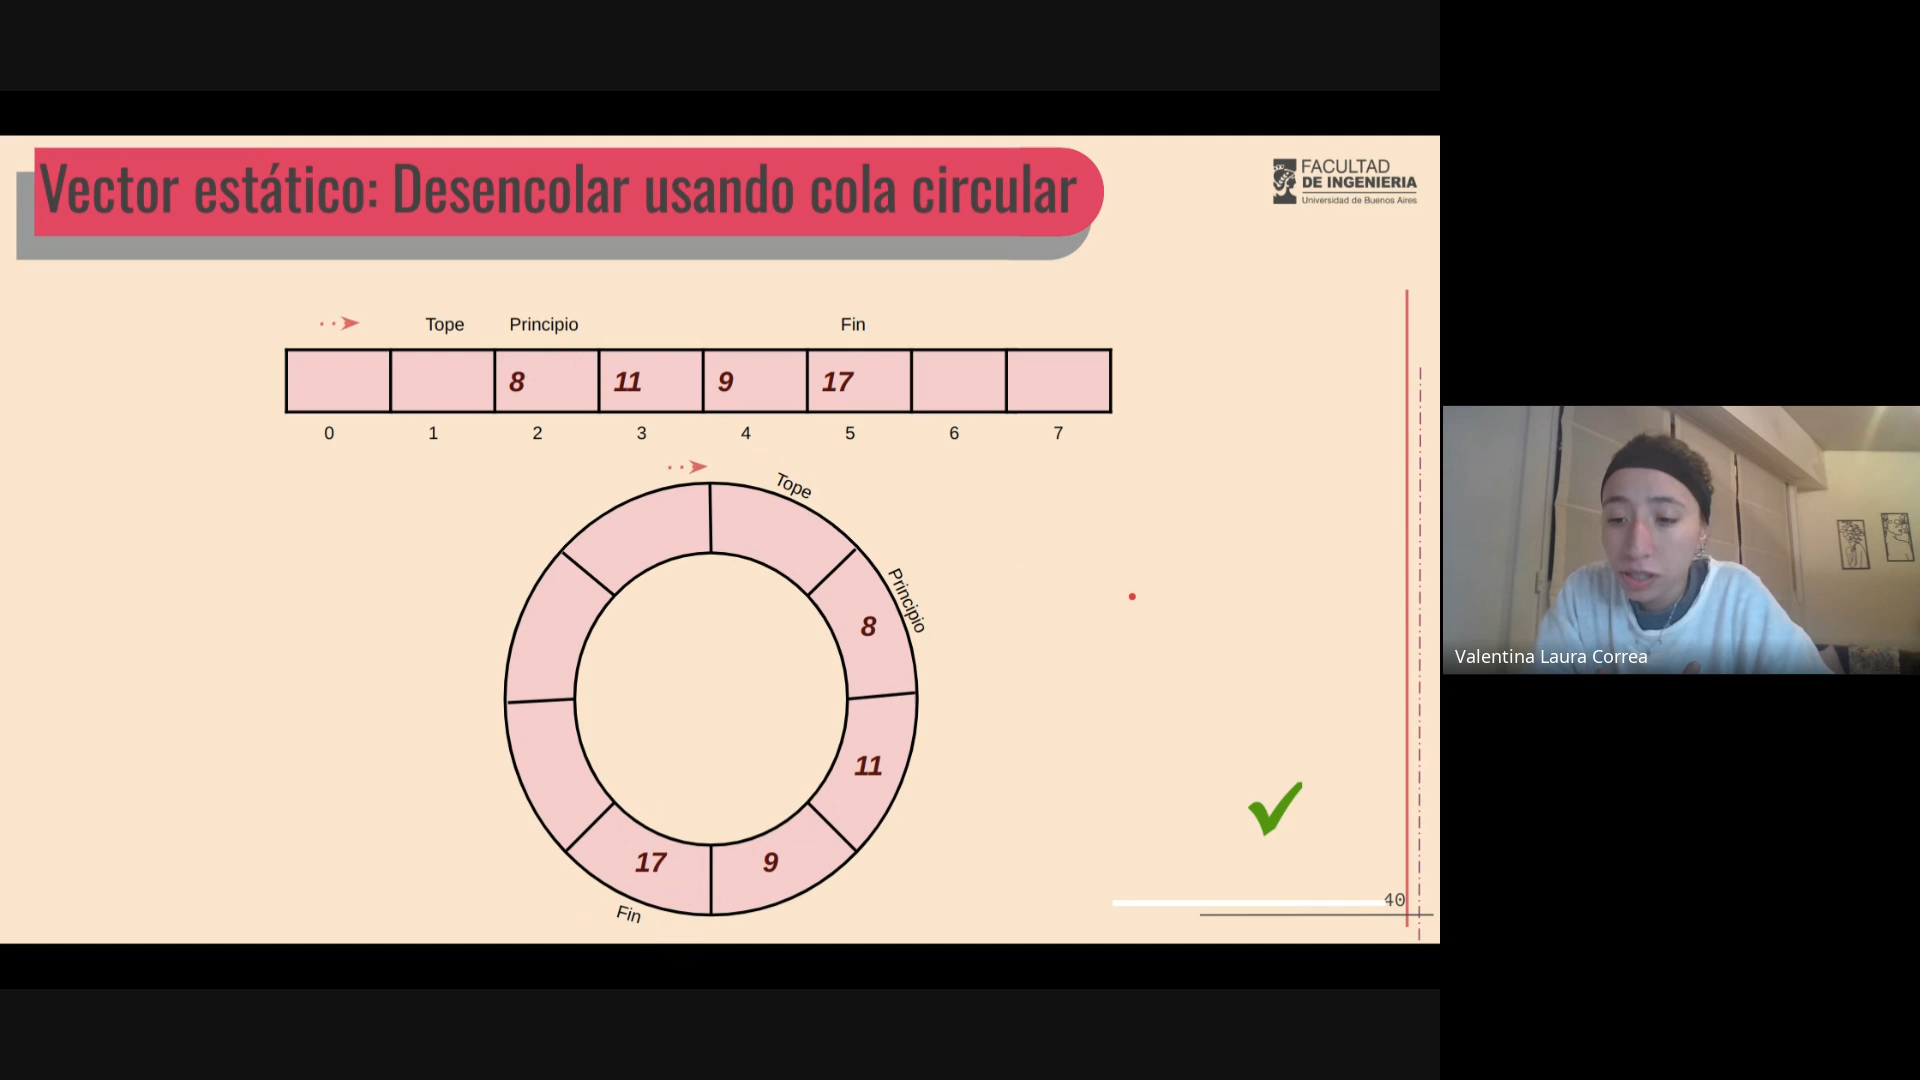 Vector estático: Desencolar usando cola circular
FACULTAD
DE INGENIERIA
Universidad de Buenos Aires
Tope Principio Fin
8 11 9 17
0 1 2 3 4 5 6 7
Tope
Principio
8
11
17 9
Fin
40
Valentina Laura Correa